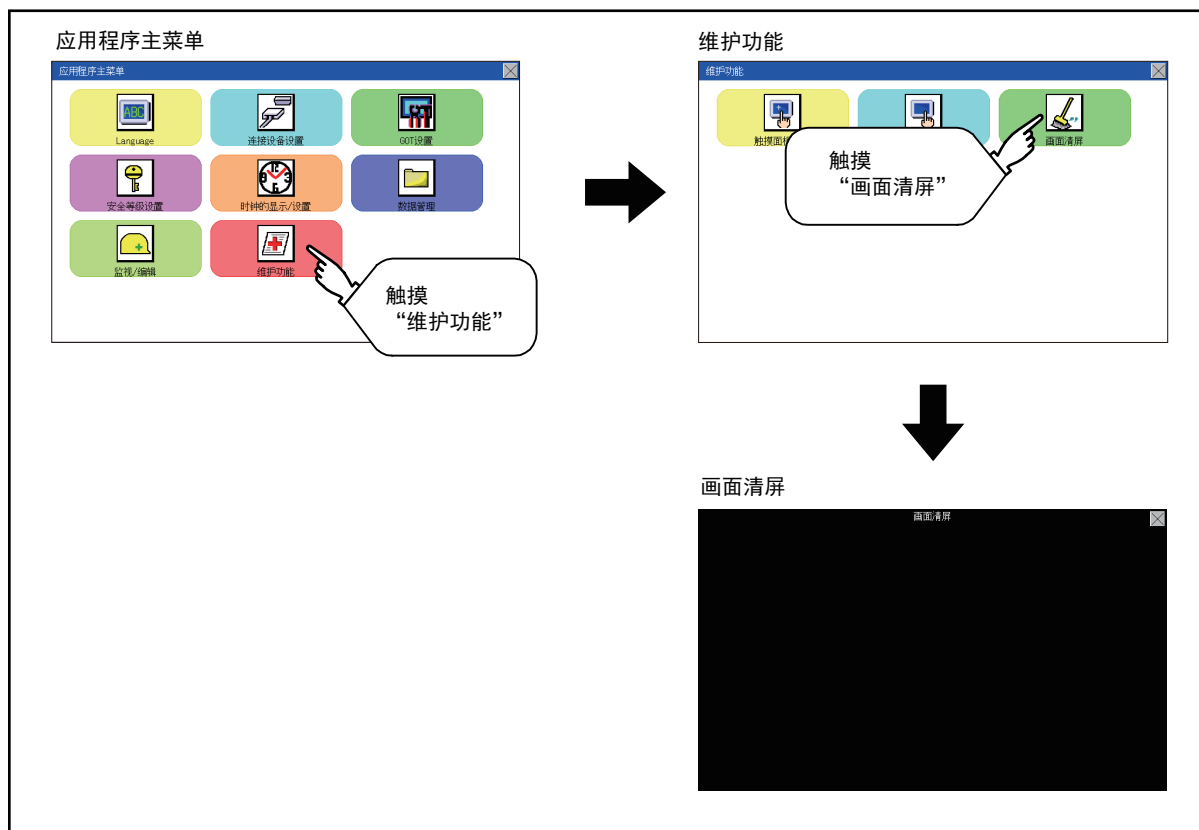 应用程序主菜单
应用程序主菜单
ABC
Language
连接设备设置
GOT设置
安全等级设置
时钟的显示/设置
数据管理
监视/编辑
维护功能
触摸
“维护功能”
维护功能
维护功能
触摸面
画面清屏
触摸
“画面清屏”
画面清屏
画面清屏